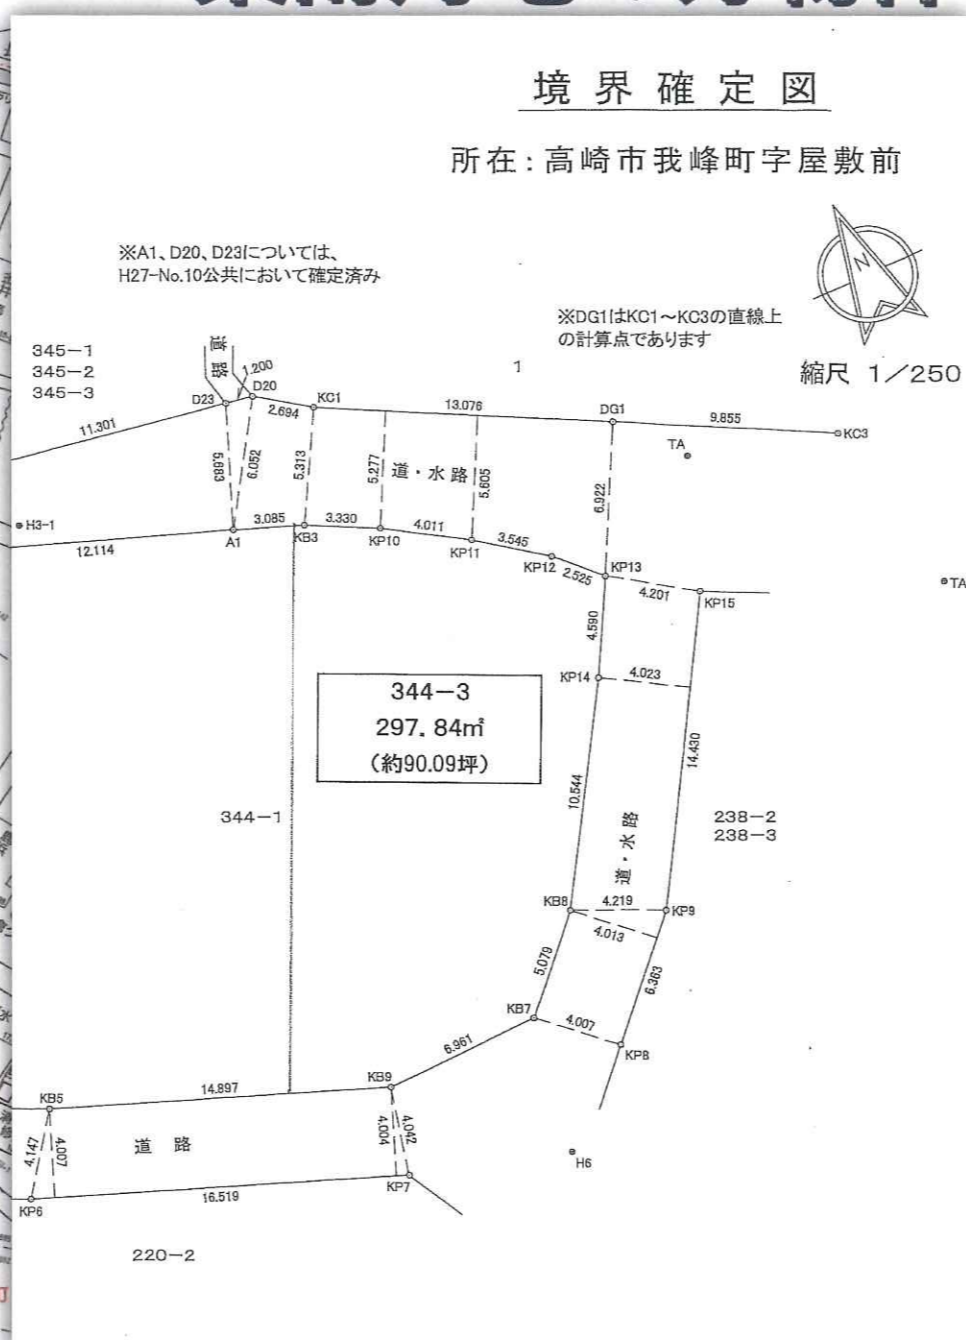 境界確定図
所在:高崎市我峰町字屋敷前
※A1、D20、D23については、
H27-No.10公共において確定済み
※DG1はKC1～KC3の直線上
の計算点であります
N
縮尺 1/250
345-1
345-2
345-3
道路
1.200
D20
D23
2.694
KC1
13.076
1
DG1
9.855
KC3
TA
11.301
5.683
6.052
5.313
5.277
道・水路
5.605
6.922
H3-1
12.114
A1
3.085
KB3
3.330
KP10
4.011
KP11
3.545
KP12
2.525
KP13
4.201
KP15
TA
4.590
KP14
4.023
344-3
297.84㎡
(約90.09坪)
14.430
10.544
344-1
道・水路
238-2
238-3
KB8
4.219
KP9
4.013
5.079
6.363
KB7
4.007
KP8
6.961
KB9
14.897
KB5
4.147
4.007
道路
4.004
4.042
H6
KP7
16.519
KP6
220-2